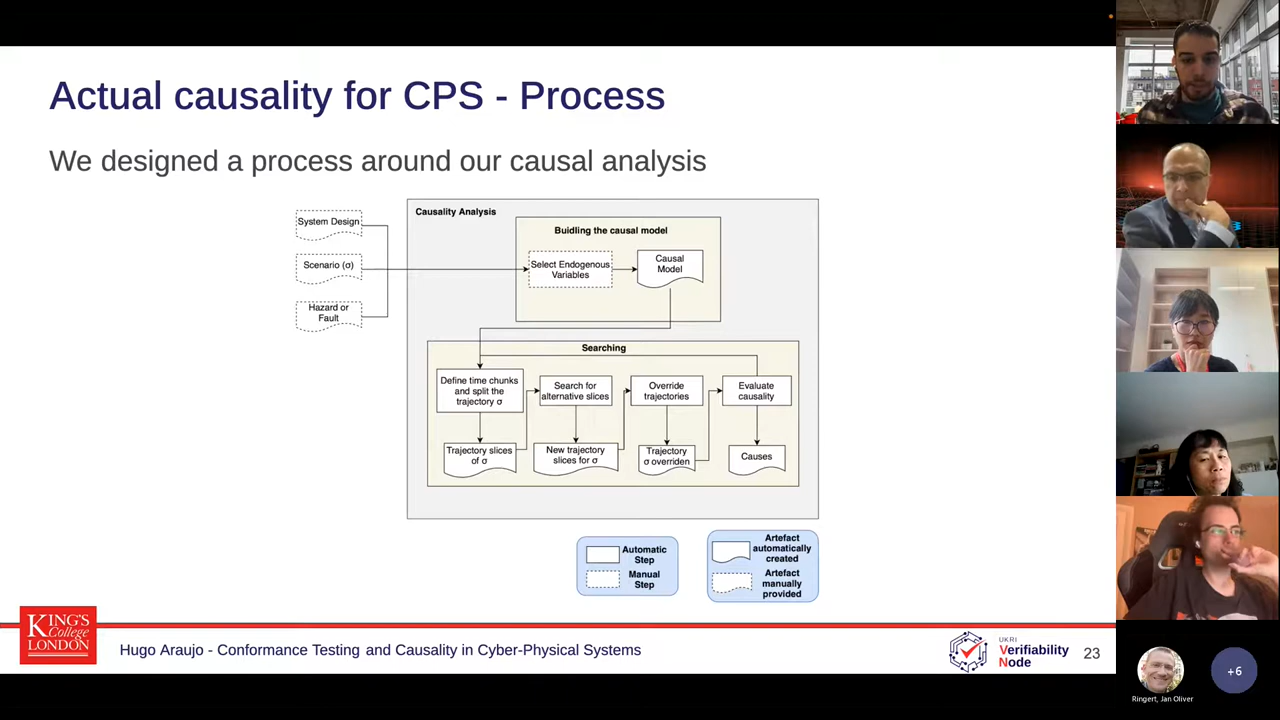 Actual causality for CPS - Process
We designed a process around our causal analysis
System Design
Scenario (σ)
Hazard or
Fault
Causality Analysis
Buidling the causal model
Select Endogenous
Variables
Causal
Model
Searching
Define time chunks
and split the
trajectory σ
Search for
alternative slices
Override
trajectories
Evaluate
causality
Trajectory slices
of σ
New trajectory
slices for σ
Trajectory
σ overriden
Causes
Automatic
Step
Manual
Step
Artefact
automatically
created
Artefact
manually
provided
KING'S
College
LONDON
Hugo Araujo - Conformance Testing and Causality in Cyber-Physical Systems
UKRI
Verifiability
Node
23
+6
Ringert, Jan Oliver